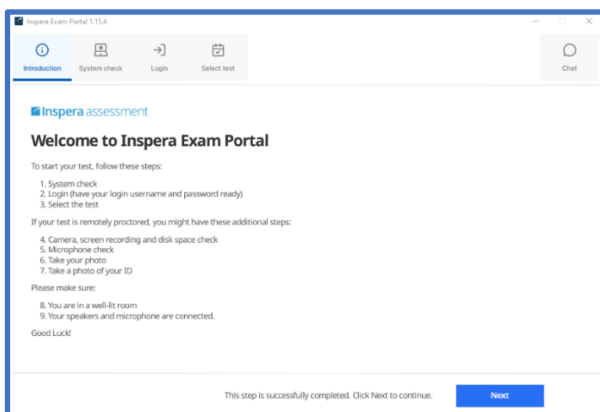 Inspera Exam Portal 1.15.4
Introduction
System check
Login
Select test
Chat
Inspera assessment
Welcome to Inspera Exam Portal
To start your test, follow these steps:
1. System check
2. Login (have your login username and password ready)
3. Select the test
If your test is remotely proctored, you might have these additional steps:
4. Camera, screen recording and disk space check
5. Microphone check
6. Take your photo
7. Take a photo of your ID
Please make sure:
8. You are in a well-lit room
9. Your speakers and microphone are connected.
Good Luck!
This step is successfully completed. Click Next to continue.
Next